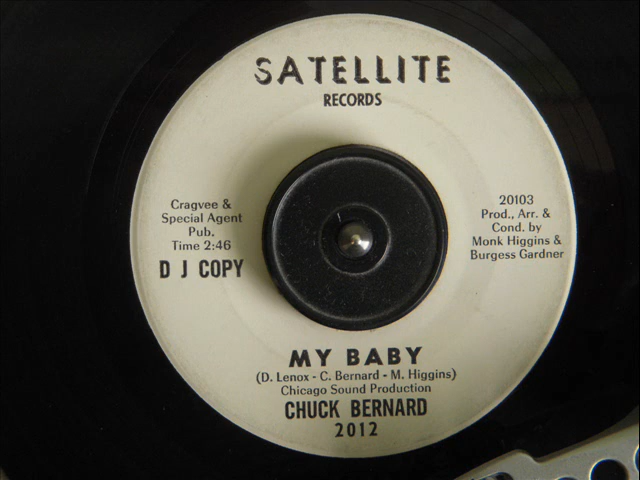 SATELLITE
RECORDS
Cragvee &
Special Agent
Pub.
Time 2:46
D J COPY
20103
Prod., Arr. &
Cond. by
Monk Higgins &
Burgess Gardner
MY BABY
(D. Lenox - C. Bernard - M. Higgins)
Chicago Sound Production
CHUCK BERNARD
2012